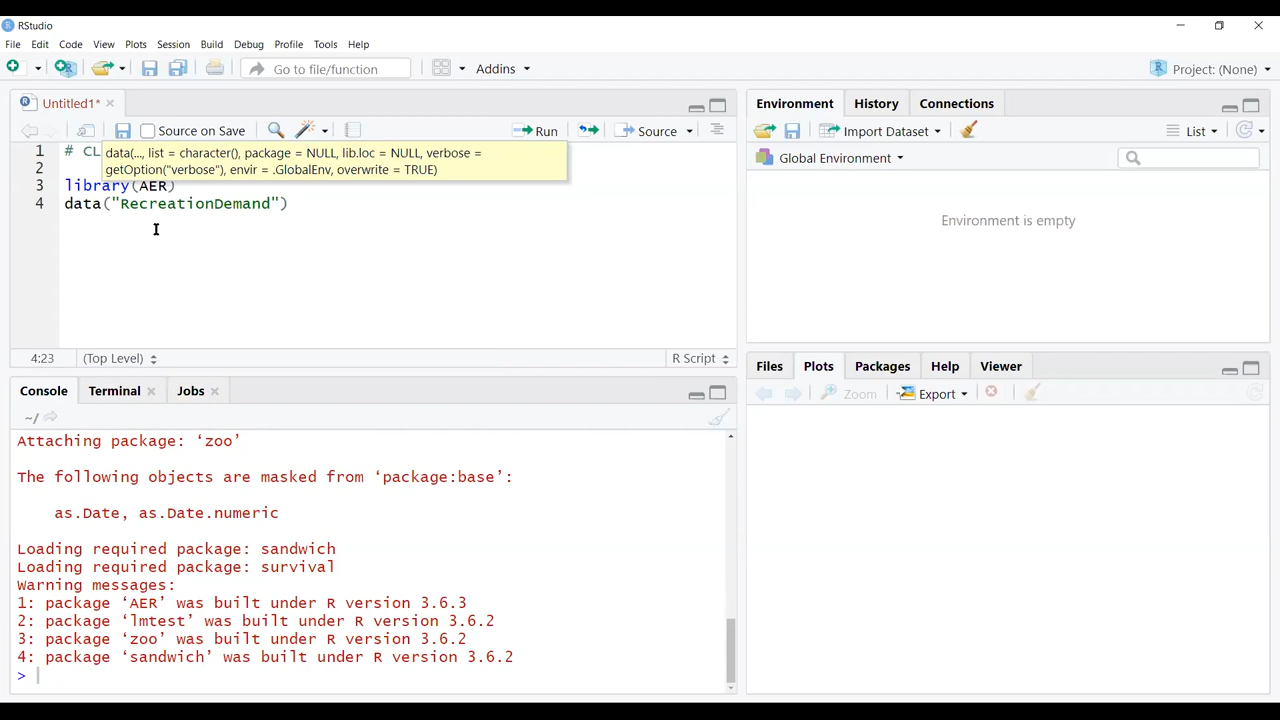 RStudio
File Edit Code View Plots Session Build Debug Profile Tools Help
Go to file/function Addins Project: (None)
Untitled1*
Source on Save Run Source
1 # CL
data(..., list = character(), package = NULL, lib.loc = NULL, verbose =
getOption("verbose"), envir = .GlobalEnv, overwrite = TRUE)
2
3 library(AER)
4 data("RecreationDemand")
4:23 (Top Level) R Script
Console Terminal Jobs
~/
Attaching package: ‘zoo’
The following objects are masked from ‘package:base’:
as.Date, as.Date.numeric
Loading required package: sandwich
Loading required package: survival
Warning messages:
1: package ‘AER’ was built under R version 3.6.3
2: package ‘lmtest’ was built under R version 3.6.2
3: package ‘zoo’ was built under R version 3.6.2
4: package ‘sandwich’ was built under R version 3.6.2
>
Environment History Connections
Import Dataset List
Global Environment
Environment is empty
Files Plots Packages Help Viewer
Zoom Export